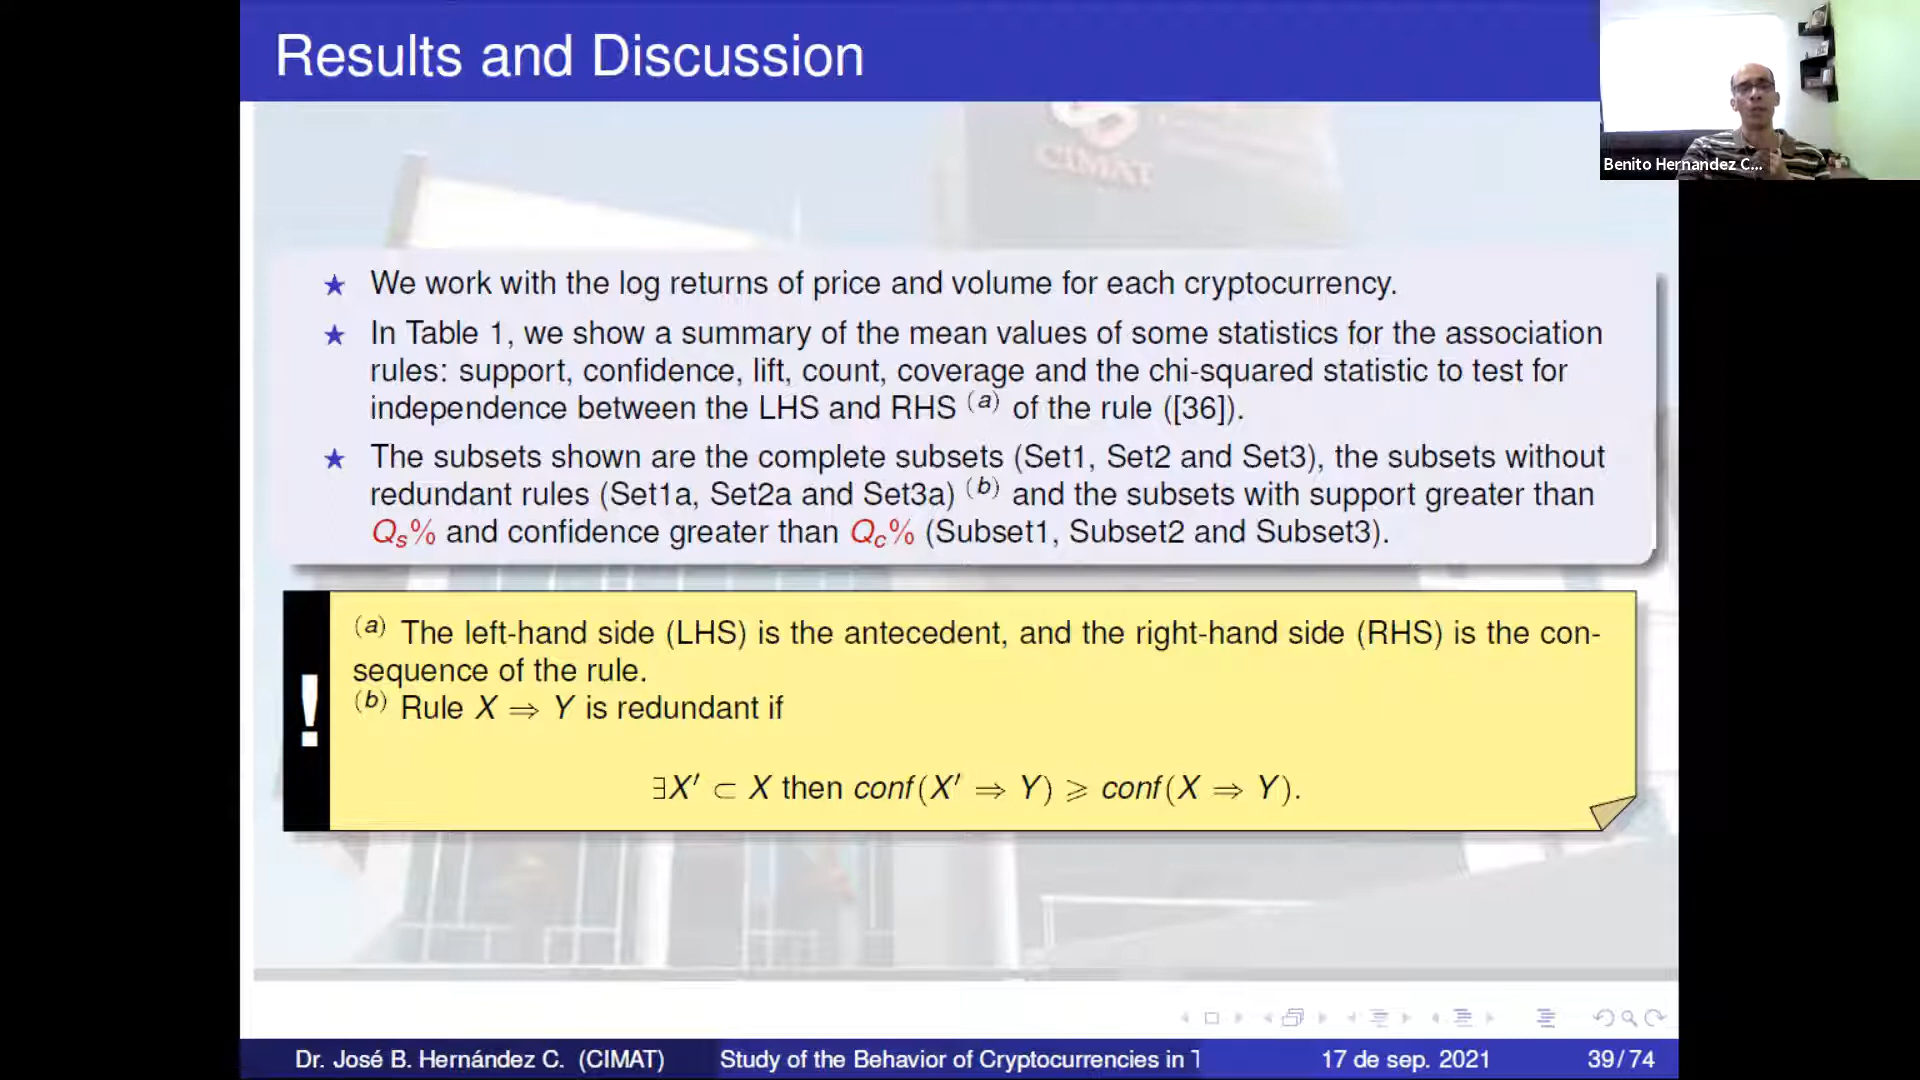 Results and Discussion
CIMAT
Benito Hernandez C...
★ We work with the log returns of price and volume for each cryptocurrency.
★ In Table 1, we show a summary of the mean values of some statistics for the association
rules: support, confidence, lift, count, coverage and the chi-squared statistic to test for
independence between the LHS and RHS (a) of the rule ([36]).
★ The subsets shown are the complete subsets (Set1, Set2 and Set3), the subsets without
redundant rules (Set1a, Set2a and Set3a) (b) and the subsets with support greater than
Qs% and confidence greater than Qc% (Subset1, Subset2 and Subset3).
!
(a) The left-hand side (LHS) is the antecedent, and the right-hand side (RHS) is the con-
sequence of the rule.
(b) Rule X ⇒ Y is redundant if
∃X′ ⊂ X then conf(X′ ⇒ Y) ⩾ conf(X ⇒ Y).
Dr. José B. Hernández C. (CIMAT) Study of the Behavior of Cryptocurrencies in T 17 de sep. 2021 39/74